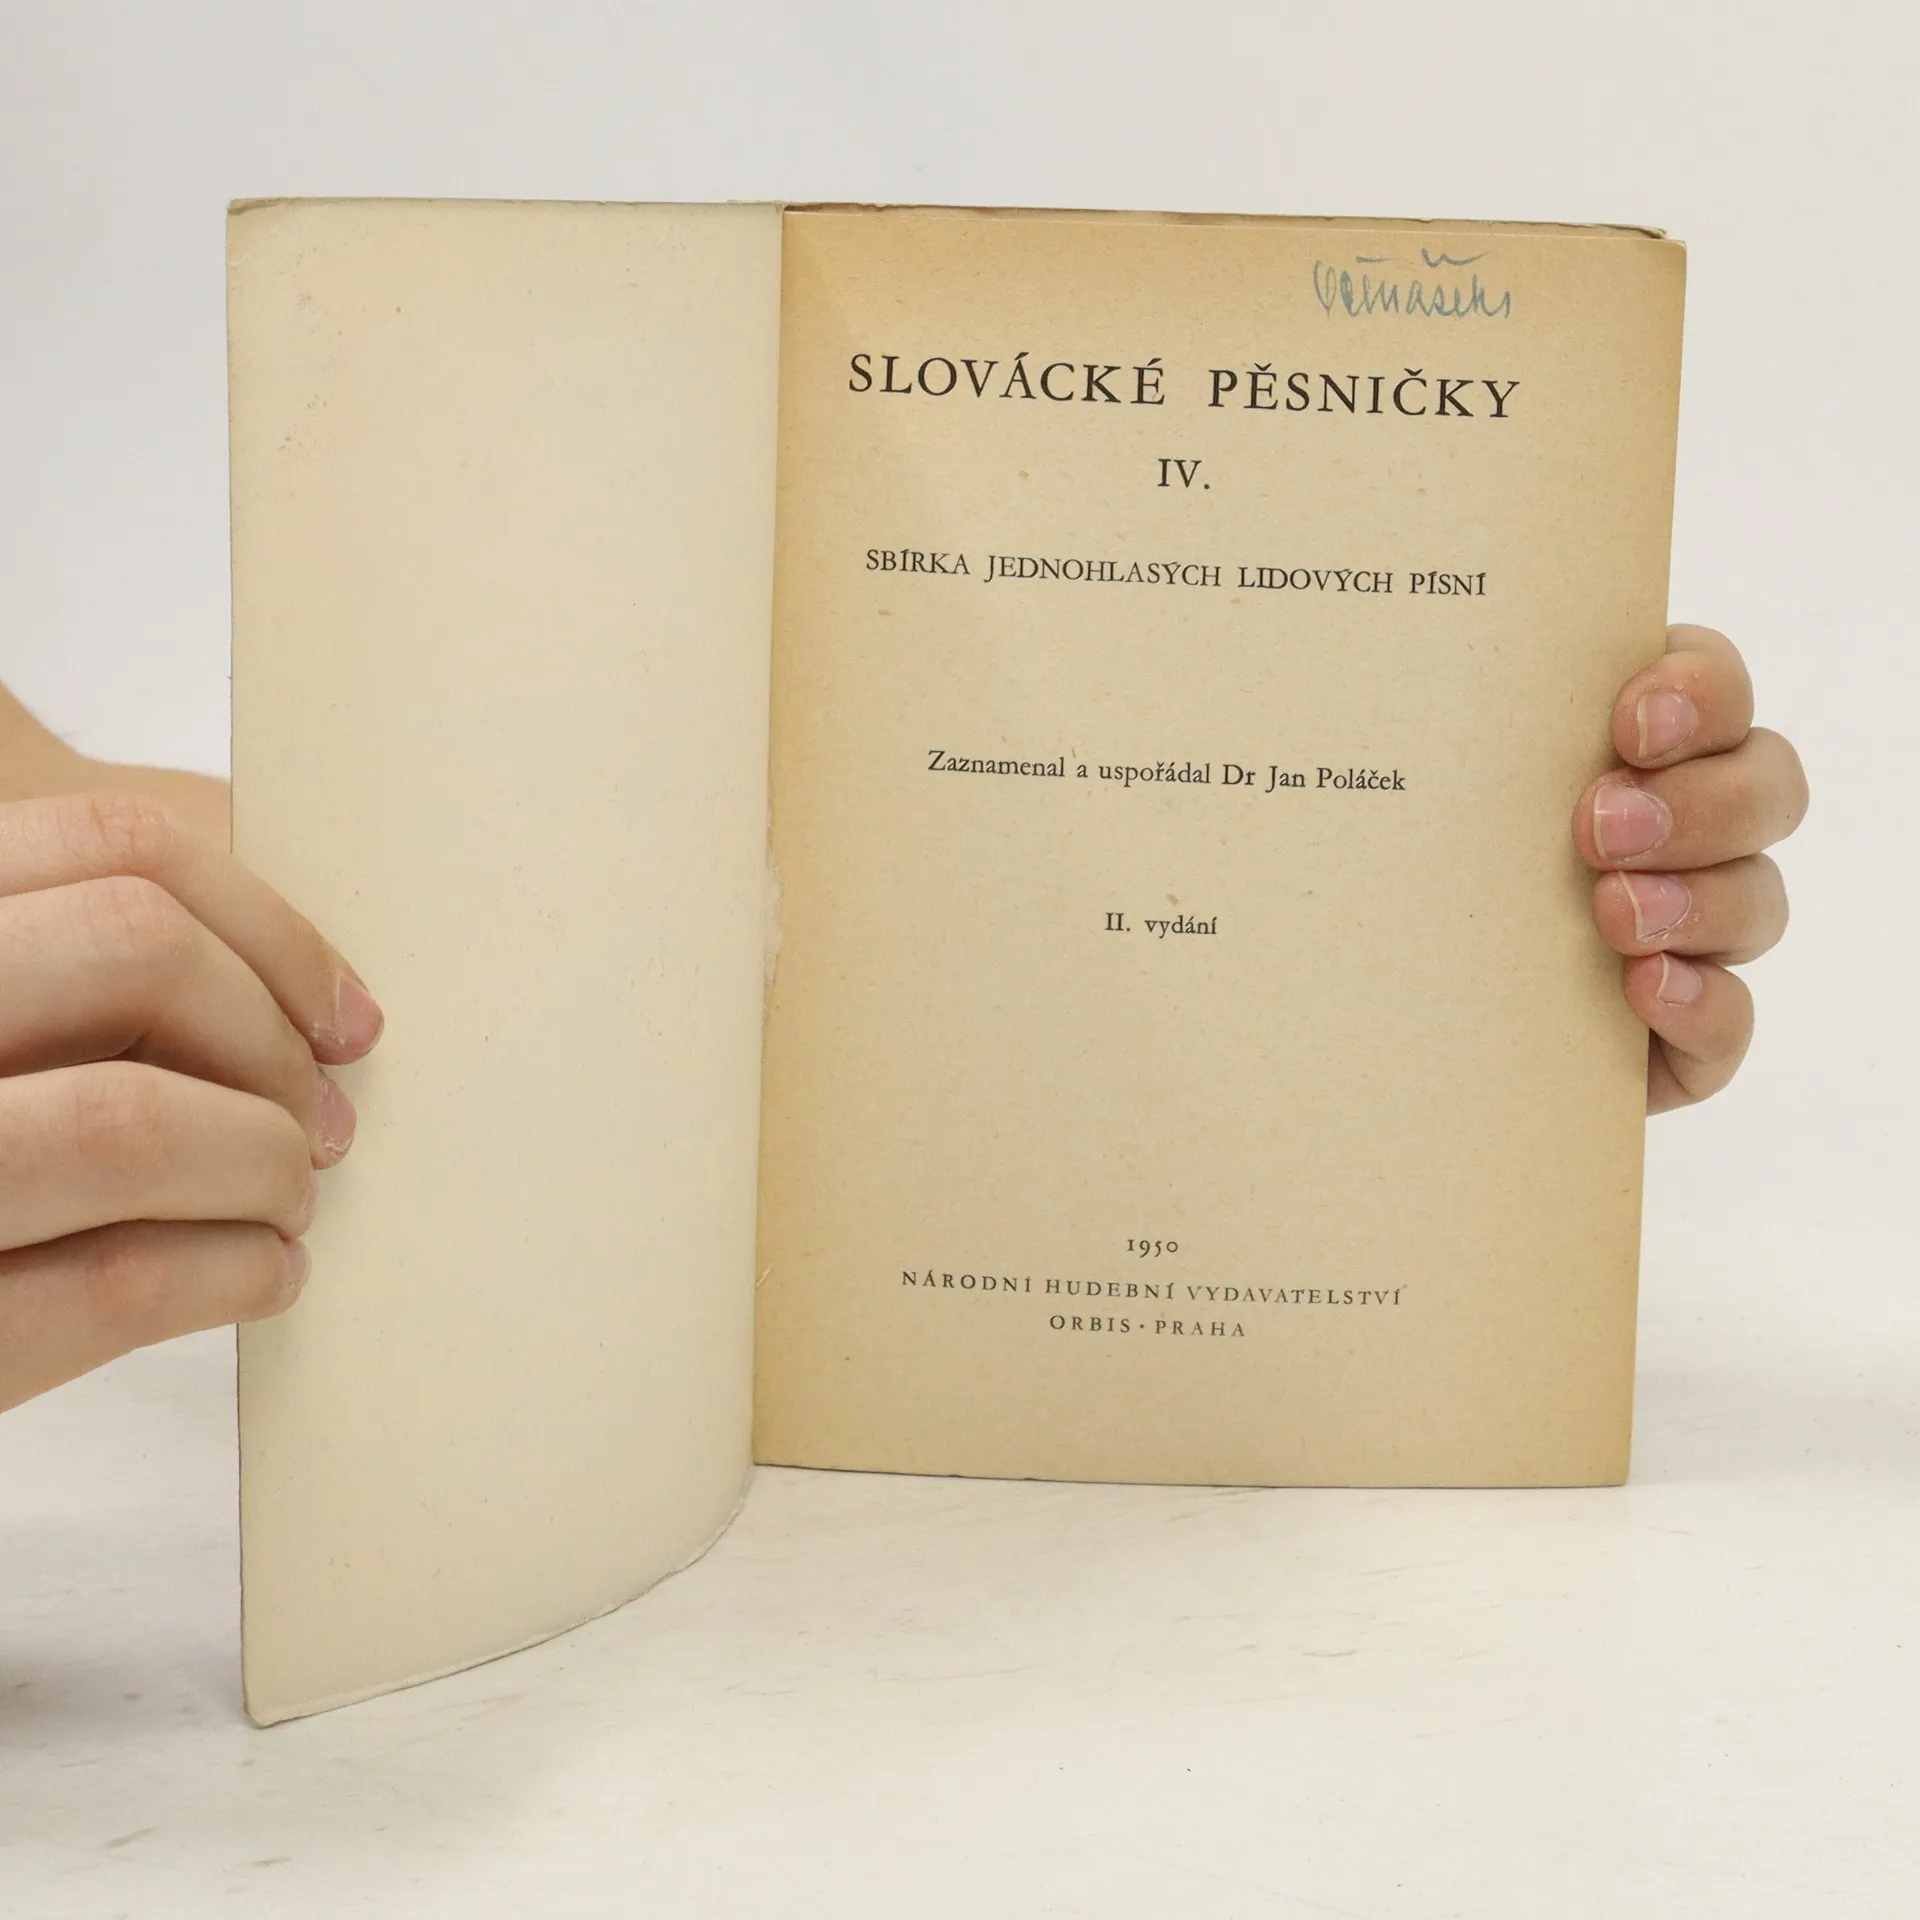 SLOVÁCKÉ PĚSNIČKY
IV.
SBÍRKA JEDNOHLASÝCH LIDOVÝCH PÍSNÍ
Zaznamenal a uspořádal Dr Jan Poláček
II. vydání
1950
NÁRODNÍ HUDEBNÍ VYDAVATELSTVÍ
ORBIS · PRAHA